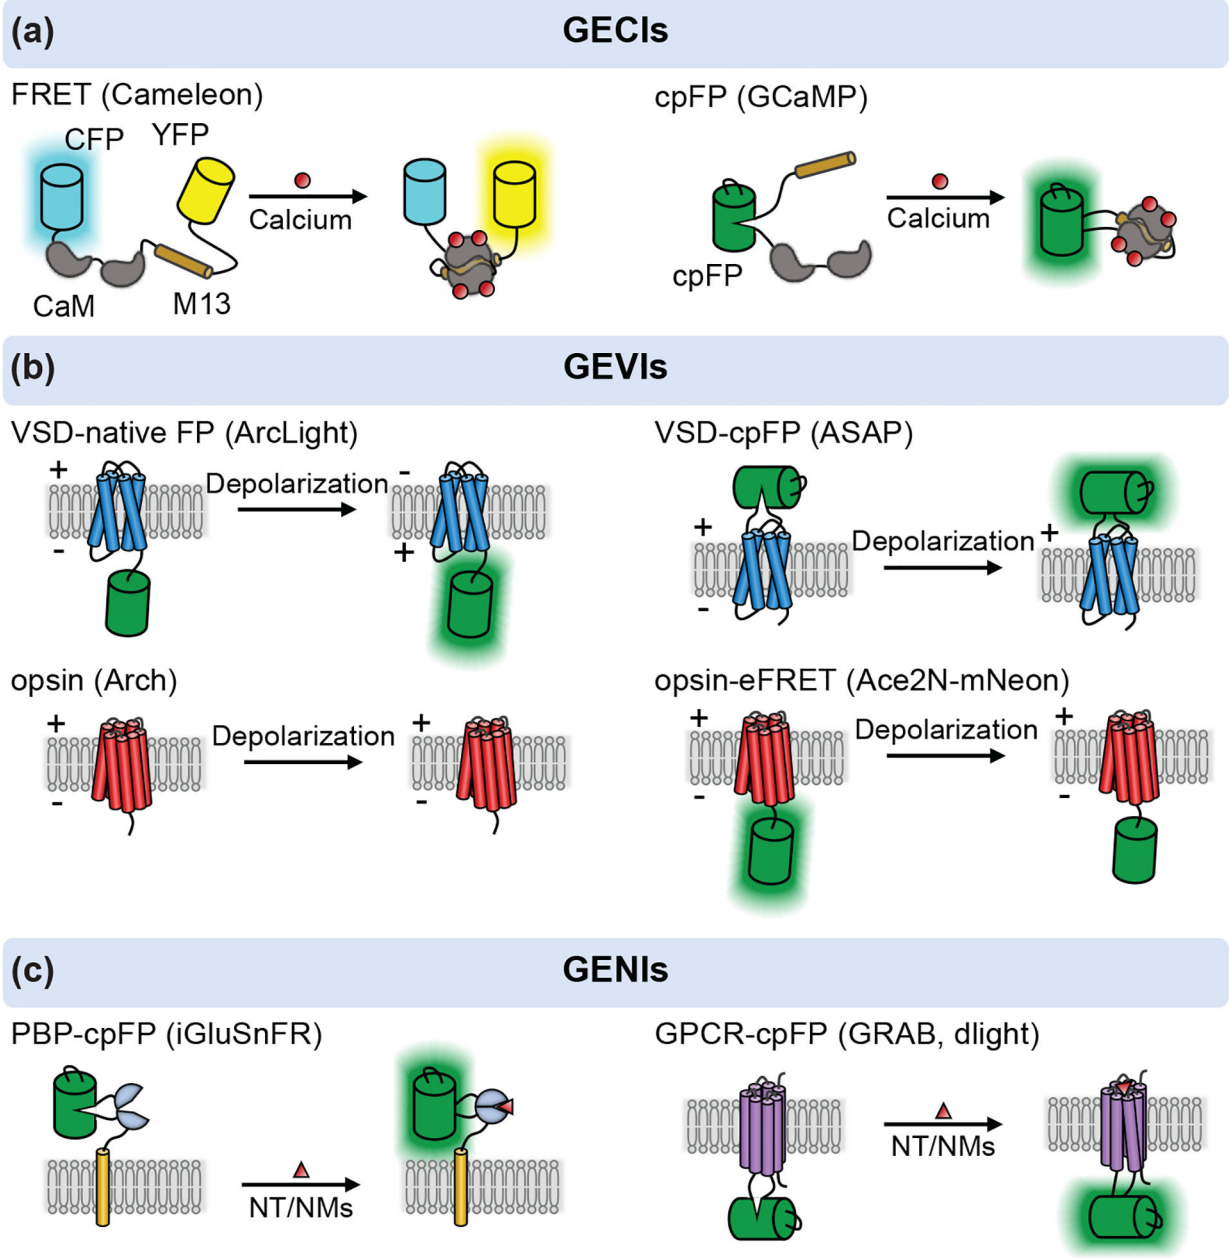 (a) GECIs
FRET (Cameleon)
CFP YFP
Calcium
CaM M13
cpFP (GCaMP)
Calcium
cpFP
(b) GEVIs
VSD-native FP (ArcLight)
+ Depolarization -
- +
VSD-cpFP (ASAP)
+ Depolarization +
-
opsin (Arch)
+ Depolarization +
- -
opsin-eFRET (Ace2N-mNeon)
+ Depolarization +
- -
(c) GENIs
PBP-cpFP (iGluSnFR)
NT/NMs
GPCR-cpFP (GRAB, dlight)
NT/NMs